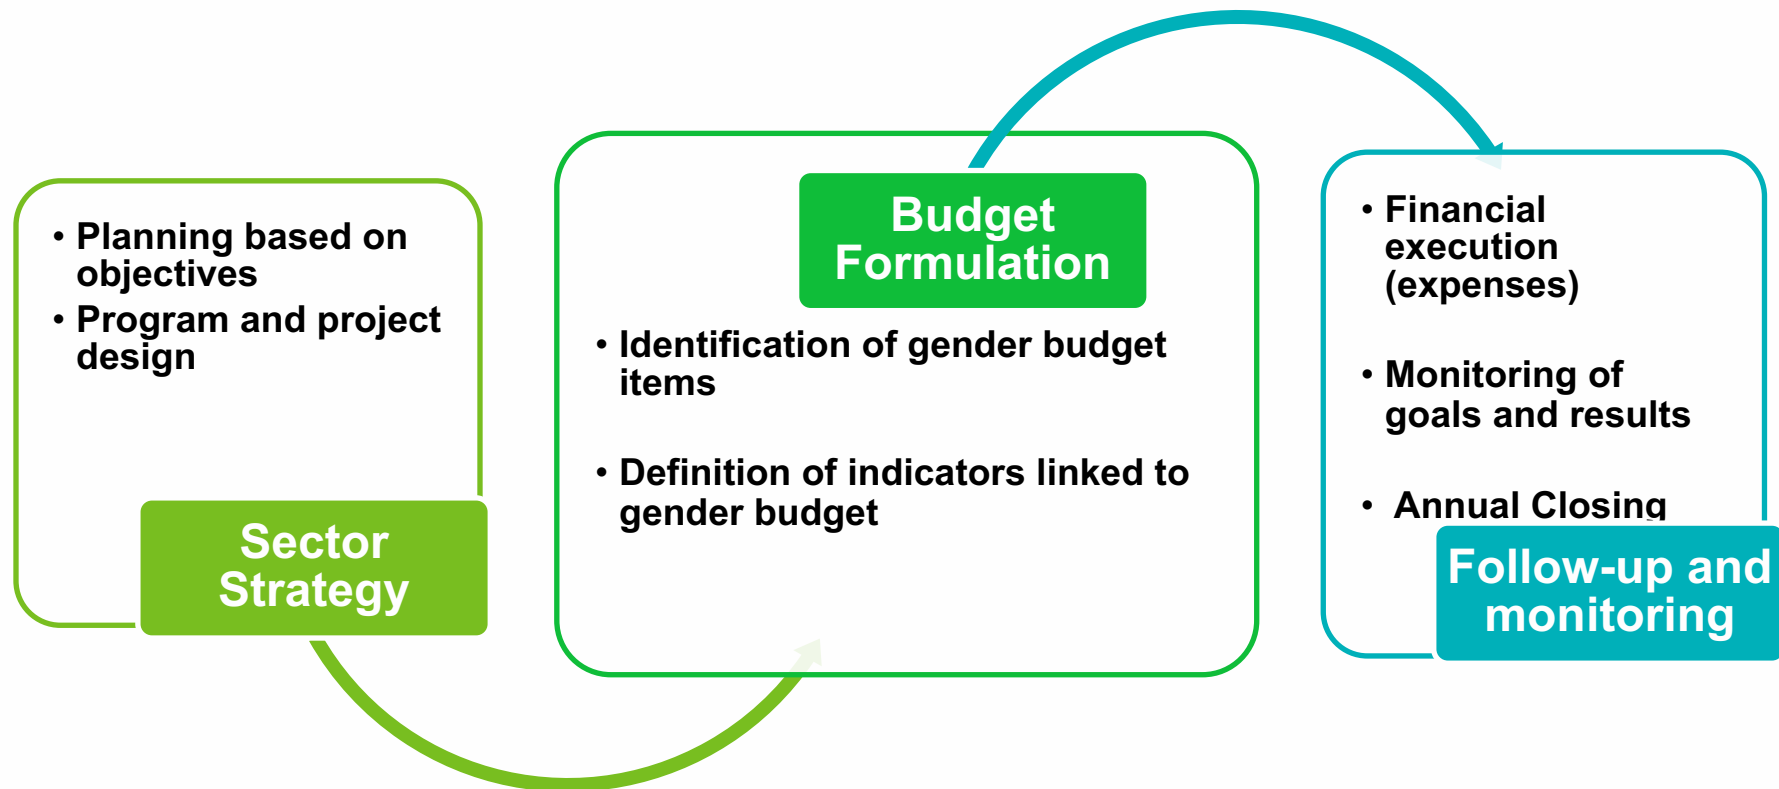 • Planning based on
objectives
• Program and project
design
Sector
Strategy
Budget
Formulation
• Identification of gender budget
items
• Definition of indicators linked to
gender budget
• Financial
execution
(expenses)
• Monitoring of
goals and results
• Annual Closing
Follow-up and
monitoring